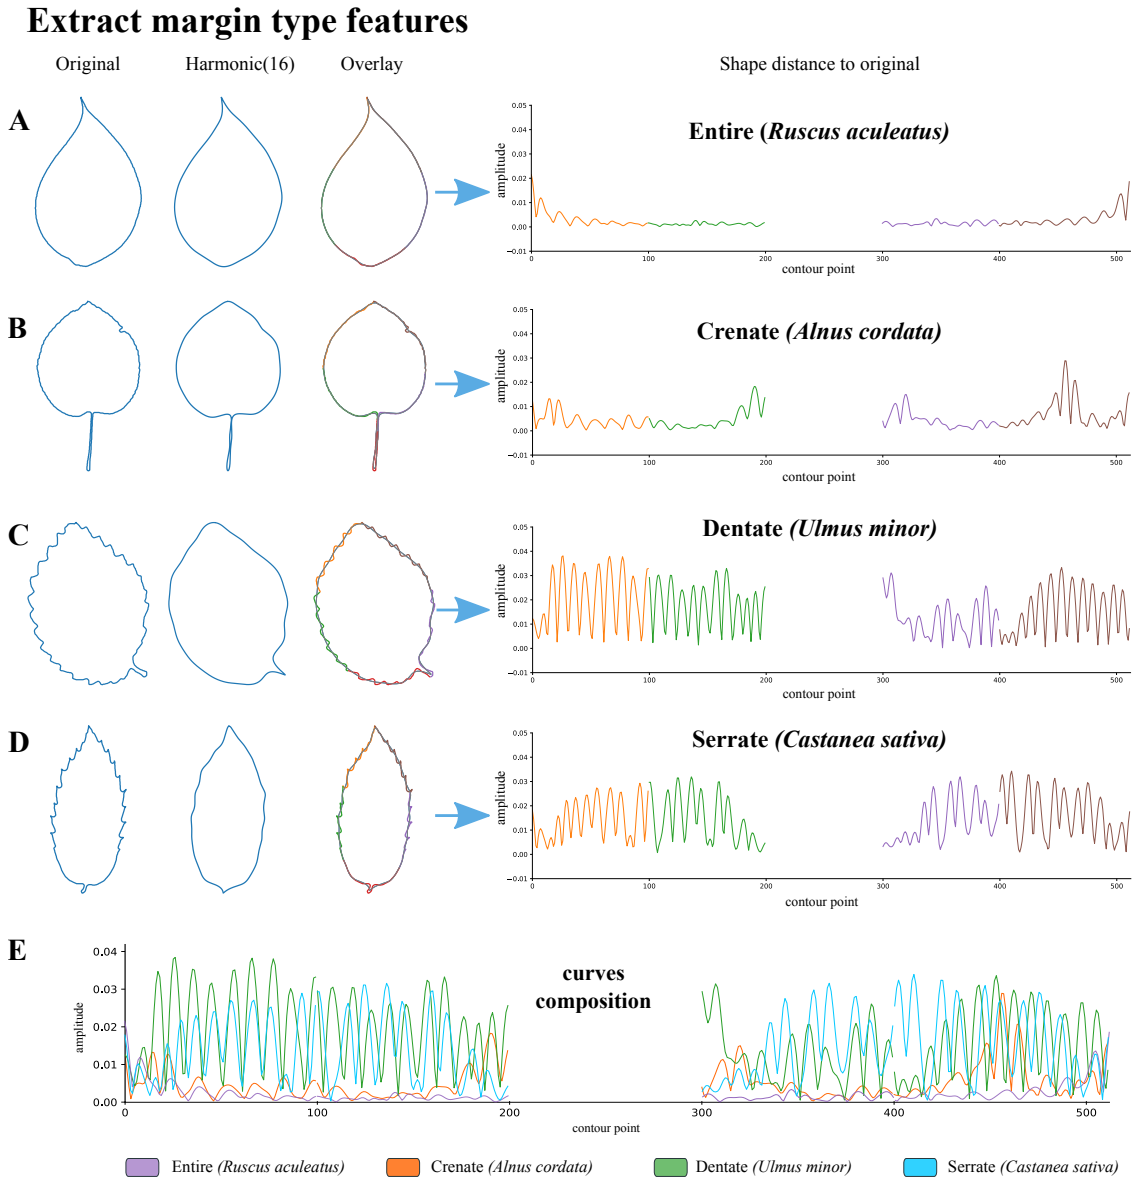 Extract margin type features
Original Harmonic(16) Overlay Shape distance to original
A
Entire (Ruscus aculeatus)
amplitude
0.05
0.04
0.03
0.02
0.01
0.00
−0.01
0 100 200 300 400 500
contour point
B
Crenate (Alnus cordata)
amplitude
0.05
0.04
0.03
0.02
0.01
0.00
−0.01
0 100 200 300 400 500
contour point
C
Dentate (Ulmus minor)
amplitude
0.05
0.04
0.03
0.02
0.01
0.00
−0.01
0 100 200 300 400 500
contour point
D
Serrate (Castanea sativa)
amplitude
0.05
0.04
0.03
0.02
0.01
0.00
−0.01
0 100 200 300 400 500
contour point
E
curves
composition
amplitude
0.04
0.03
0.02
0.01
0.00
0 100 200 300 400 500
contour point
Entire (Ruscus aculeatus) Crenate (Alnus cordata) Dentate (Ulmus minor) Serrate (Castanea sativa)